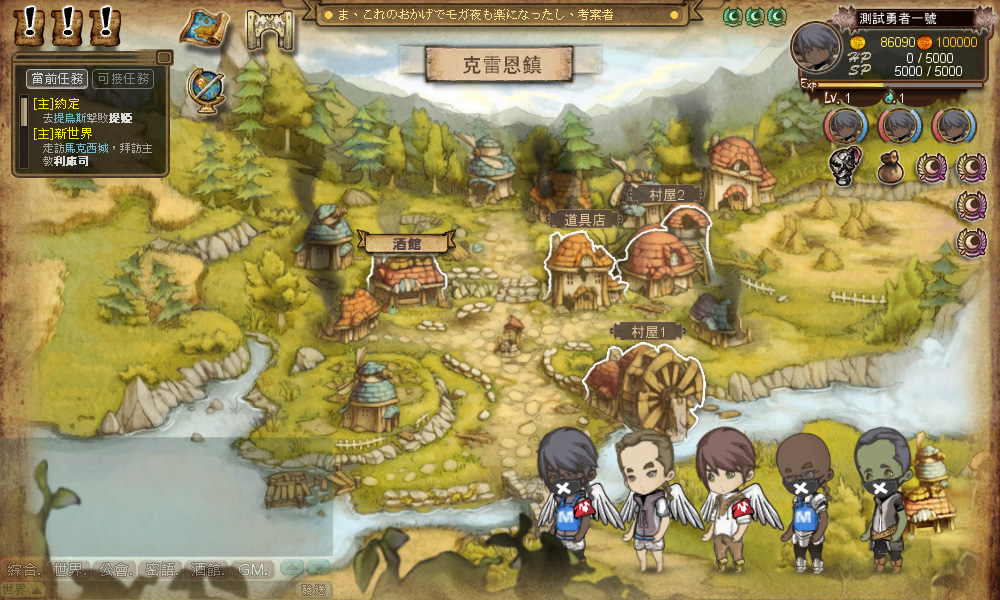 ま、これのおかげでモガ夜も楽になったし、考案者
克雷恩鎮
測試勇者一號
86090
100000
HP 0 / 5000
SP 5000 / 5000
Exp
Lv. 1
1
當前任務
可接任務
[主]約定
去提烏斯擊敗提婭
[主]新世界
走訪馬克西城，拜訪主
教利庫司
村屋2
道具店
酒館
村屋1
M
M
綜合. 世界. 公會. 密語. 酒館. GM.
世界
發送